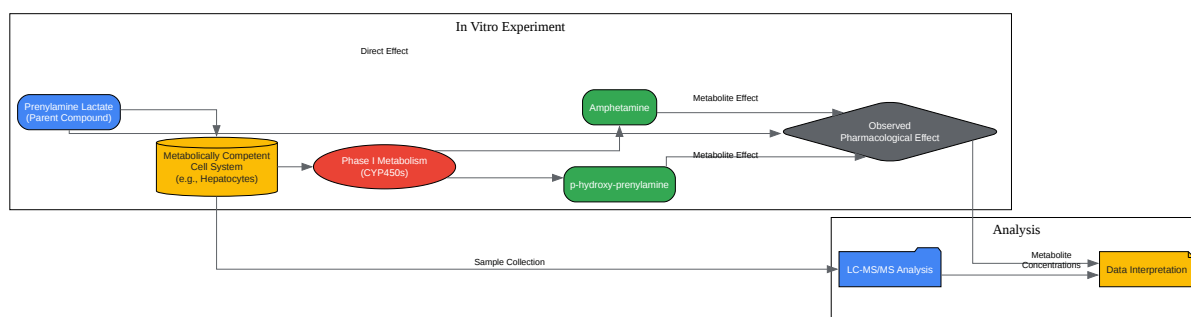 In Vitro Experiment
Direct Effect
Prenylamine Lactate
(Parent Compound)
Amphetamine
Metabolite Effect
Observed
Pharmacological Effect
Metabolically Competent
Cell System
(e.g., Hepatocytes)
Phase I Metabolism
(CYP450s)
Metabolite Effect
p-hydroxy-prenylamine
Analysis
Sample Collection
LC-MS/MS Analysis
Metabolite
Concentrations
Data Interpretation